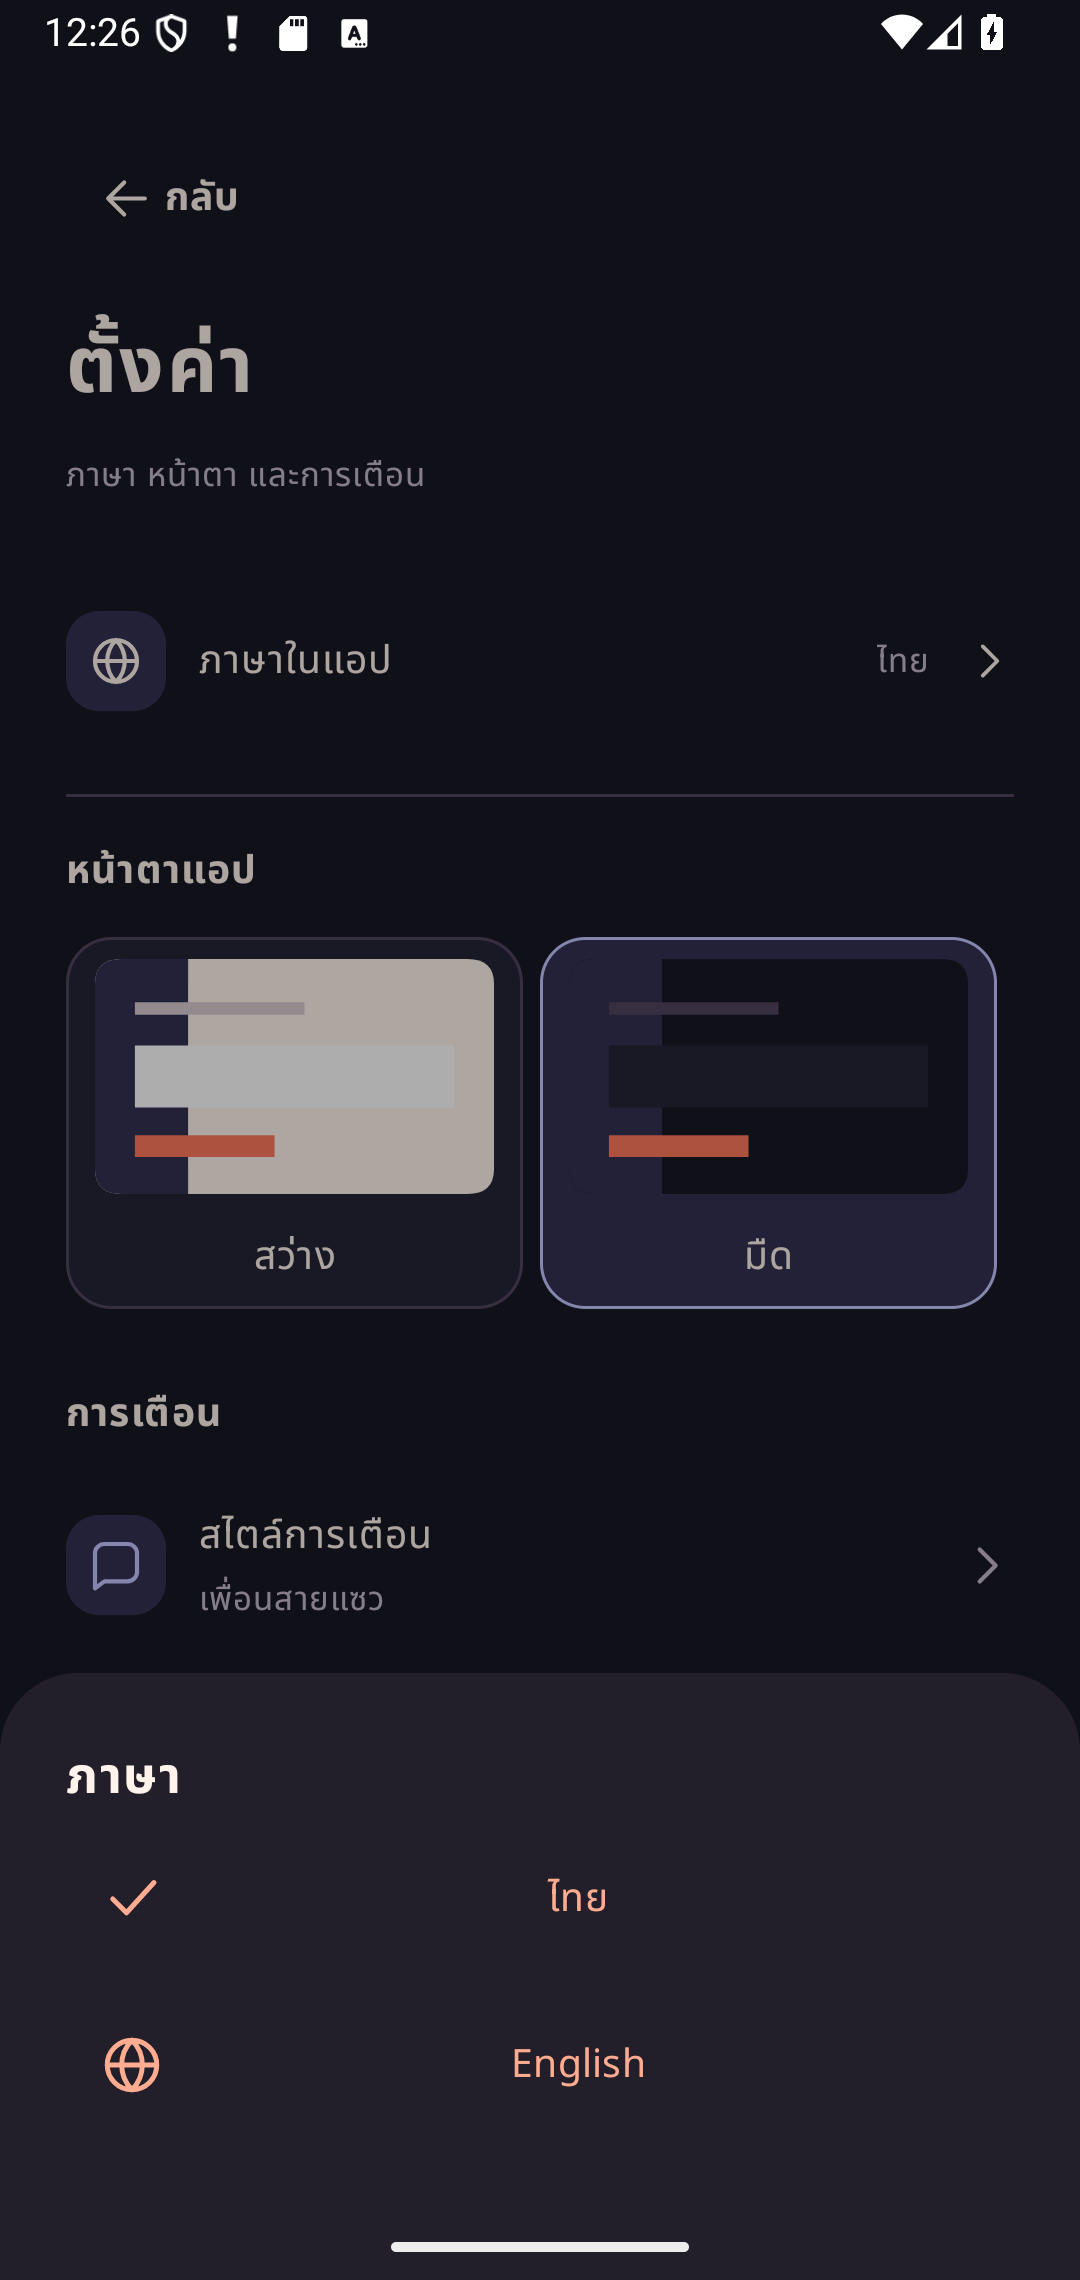 12:26
กลับ
ตั้งค่า
ภาษา หน้าตา และการเตือน
ภาษาในแอป
ไทย
หน้าตาแอป
สว่าง
มืด
การเตือน
สไตล์การเตือน
เพื่อนสายแซว
ภาษา
ไทย
English